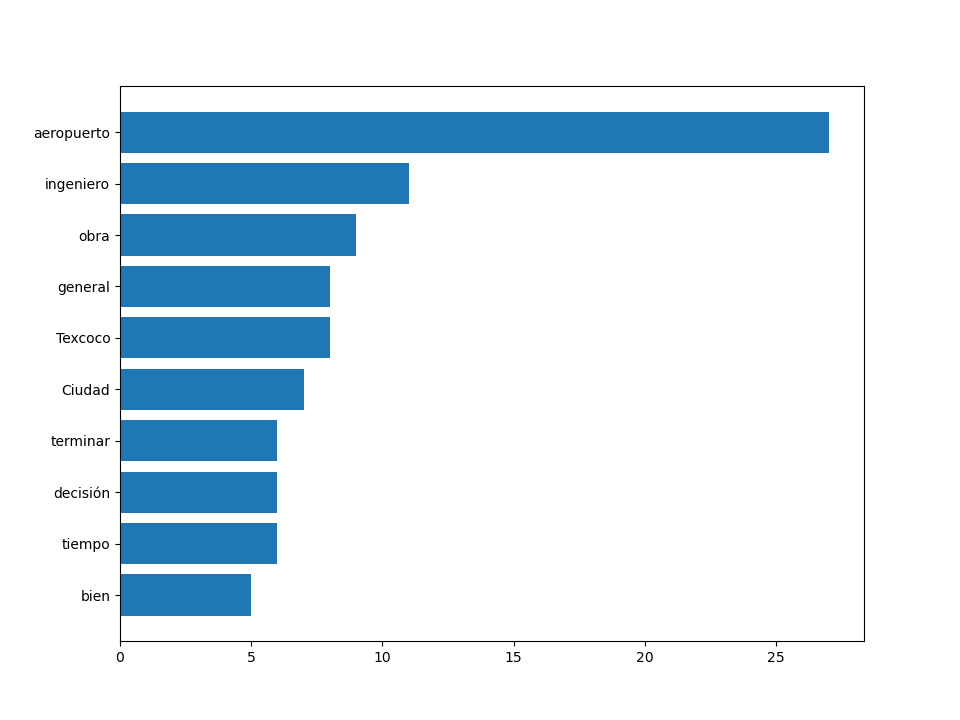 aeropuerto
ingeniero
obra
general
Texcoco
Ciudad
terminar
decisión
tiempo
bien
0 5 10 15 20 25